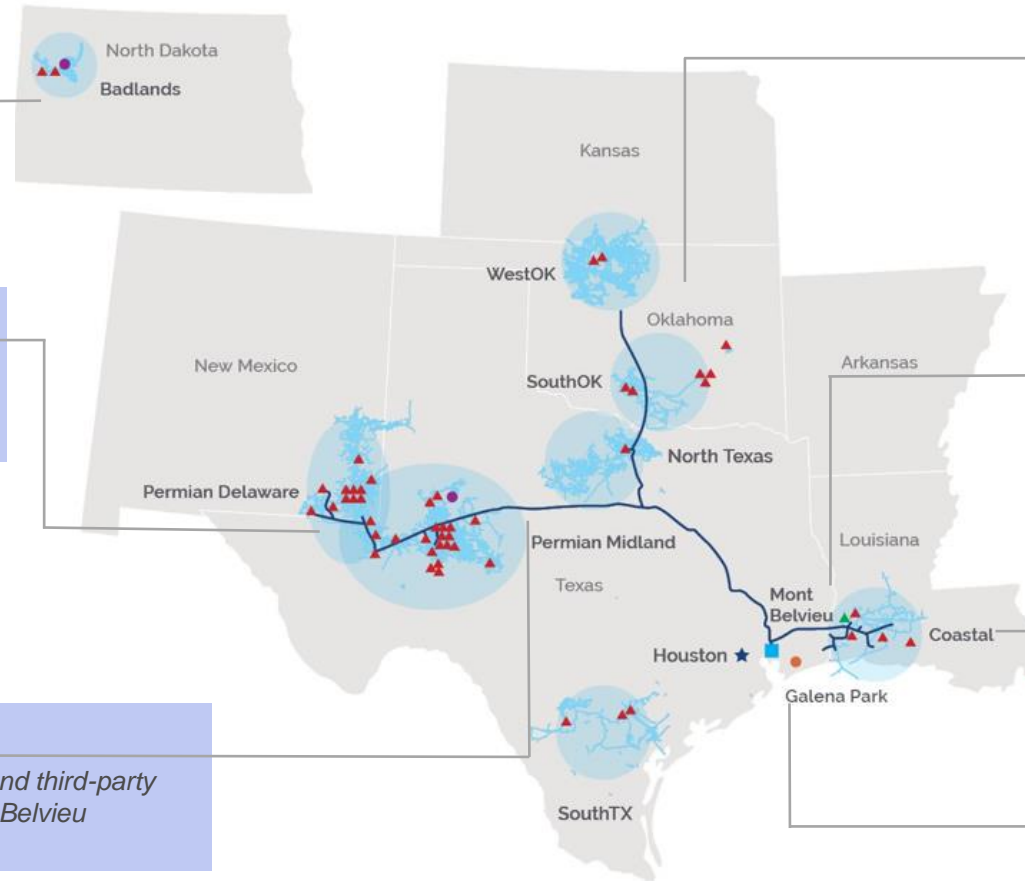 North Dakota
Badlands
Kansas
WestOK
Oklahoma
New Mexico
Arkansas
SouthOK
North Texas
Permian Delaware
Permian Midland
Louisiana
Texas
Mont
Belvieu
Coastal
Houston
Galena Park
nd third-party
Belvieu
SouthTX